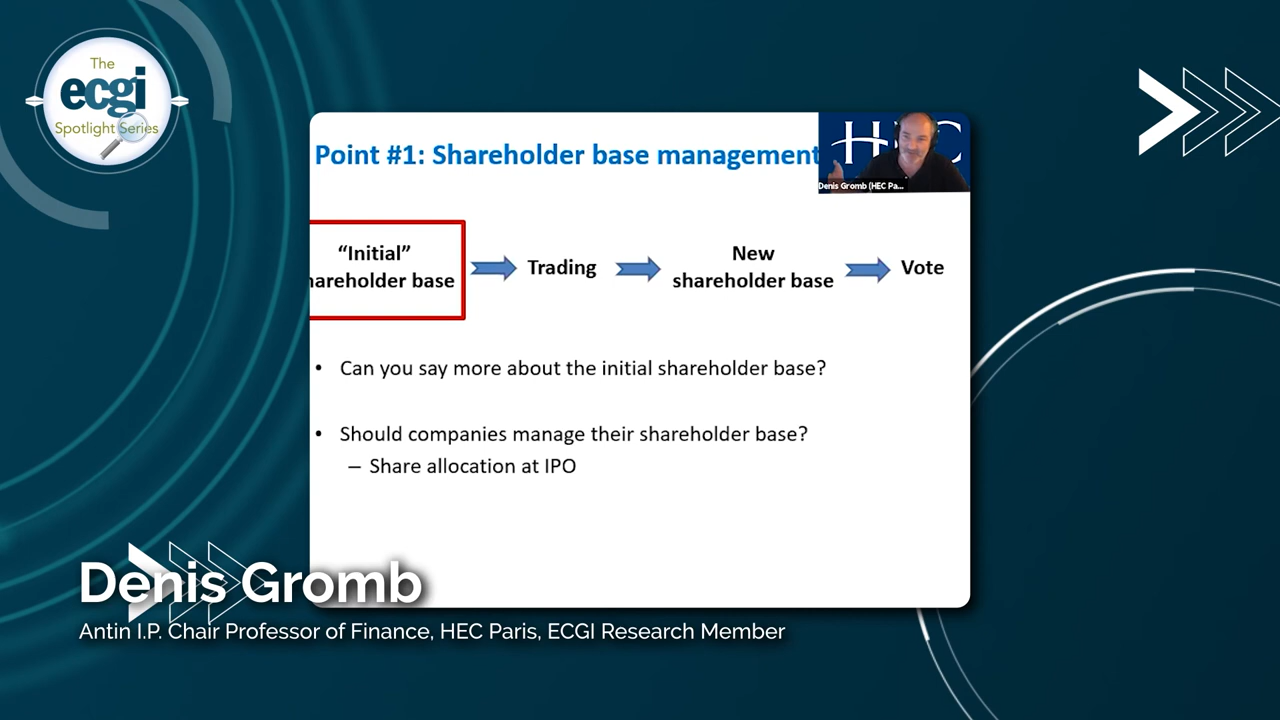 The
ecgi
Spotlight Series
Point #1: Shareholder base management
HEC
Denis Gromb (HEC Pa...
“Initial”
hareholder base
Trading
New
shareholder base
Vote
• Can you say more about the initial shareholder base?
• Should companies manage their shareholder base?
– Share allocation at IPO
Denis Gromb
Antin I.P. Chair Professor of Finance, HEC Paris, ECGI Research Member